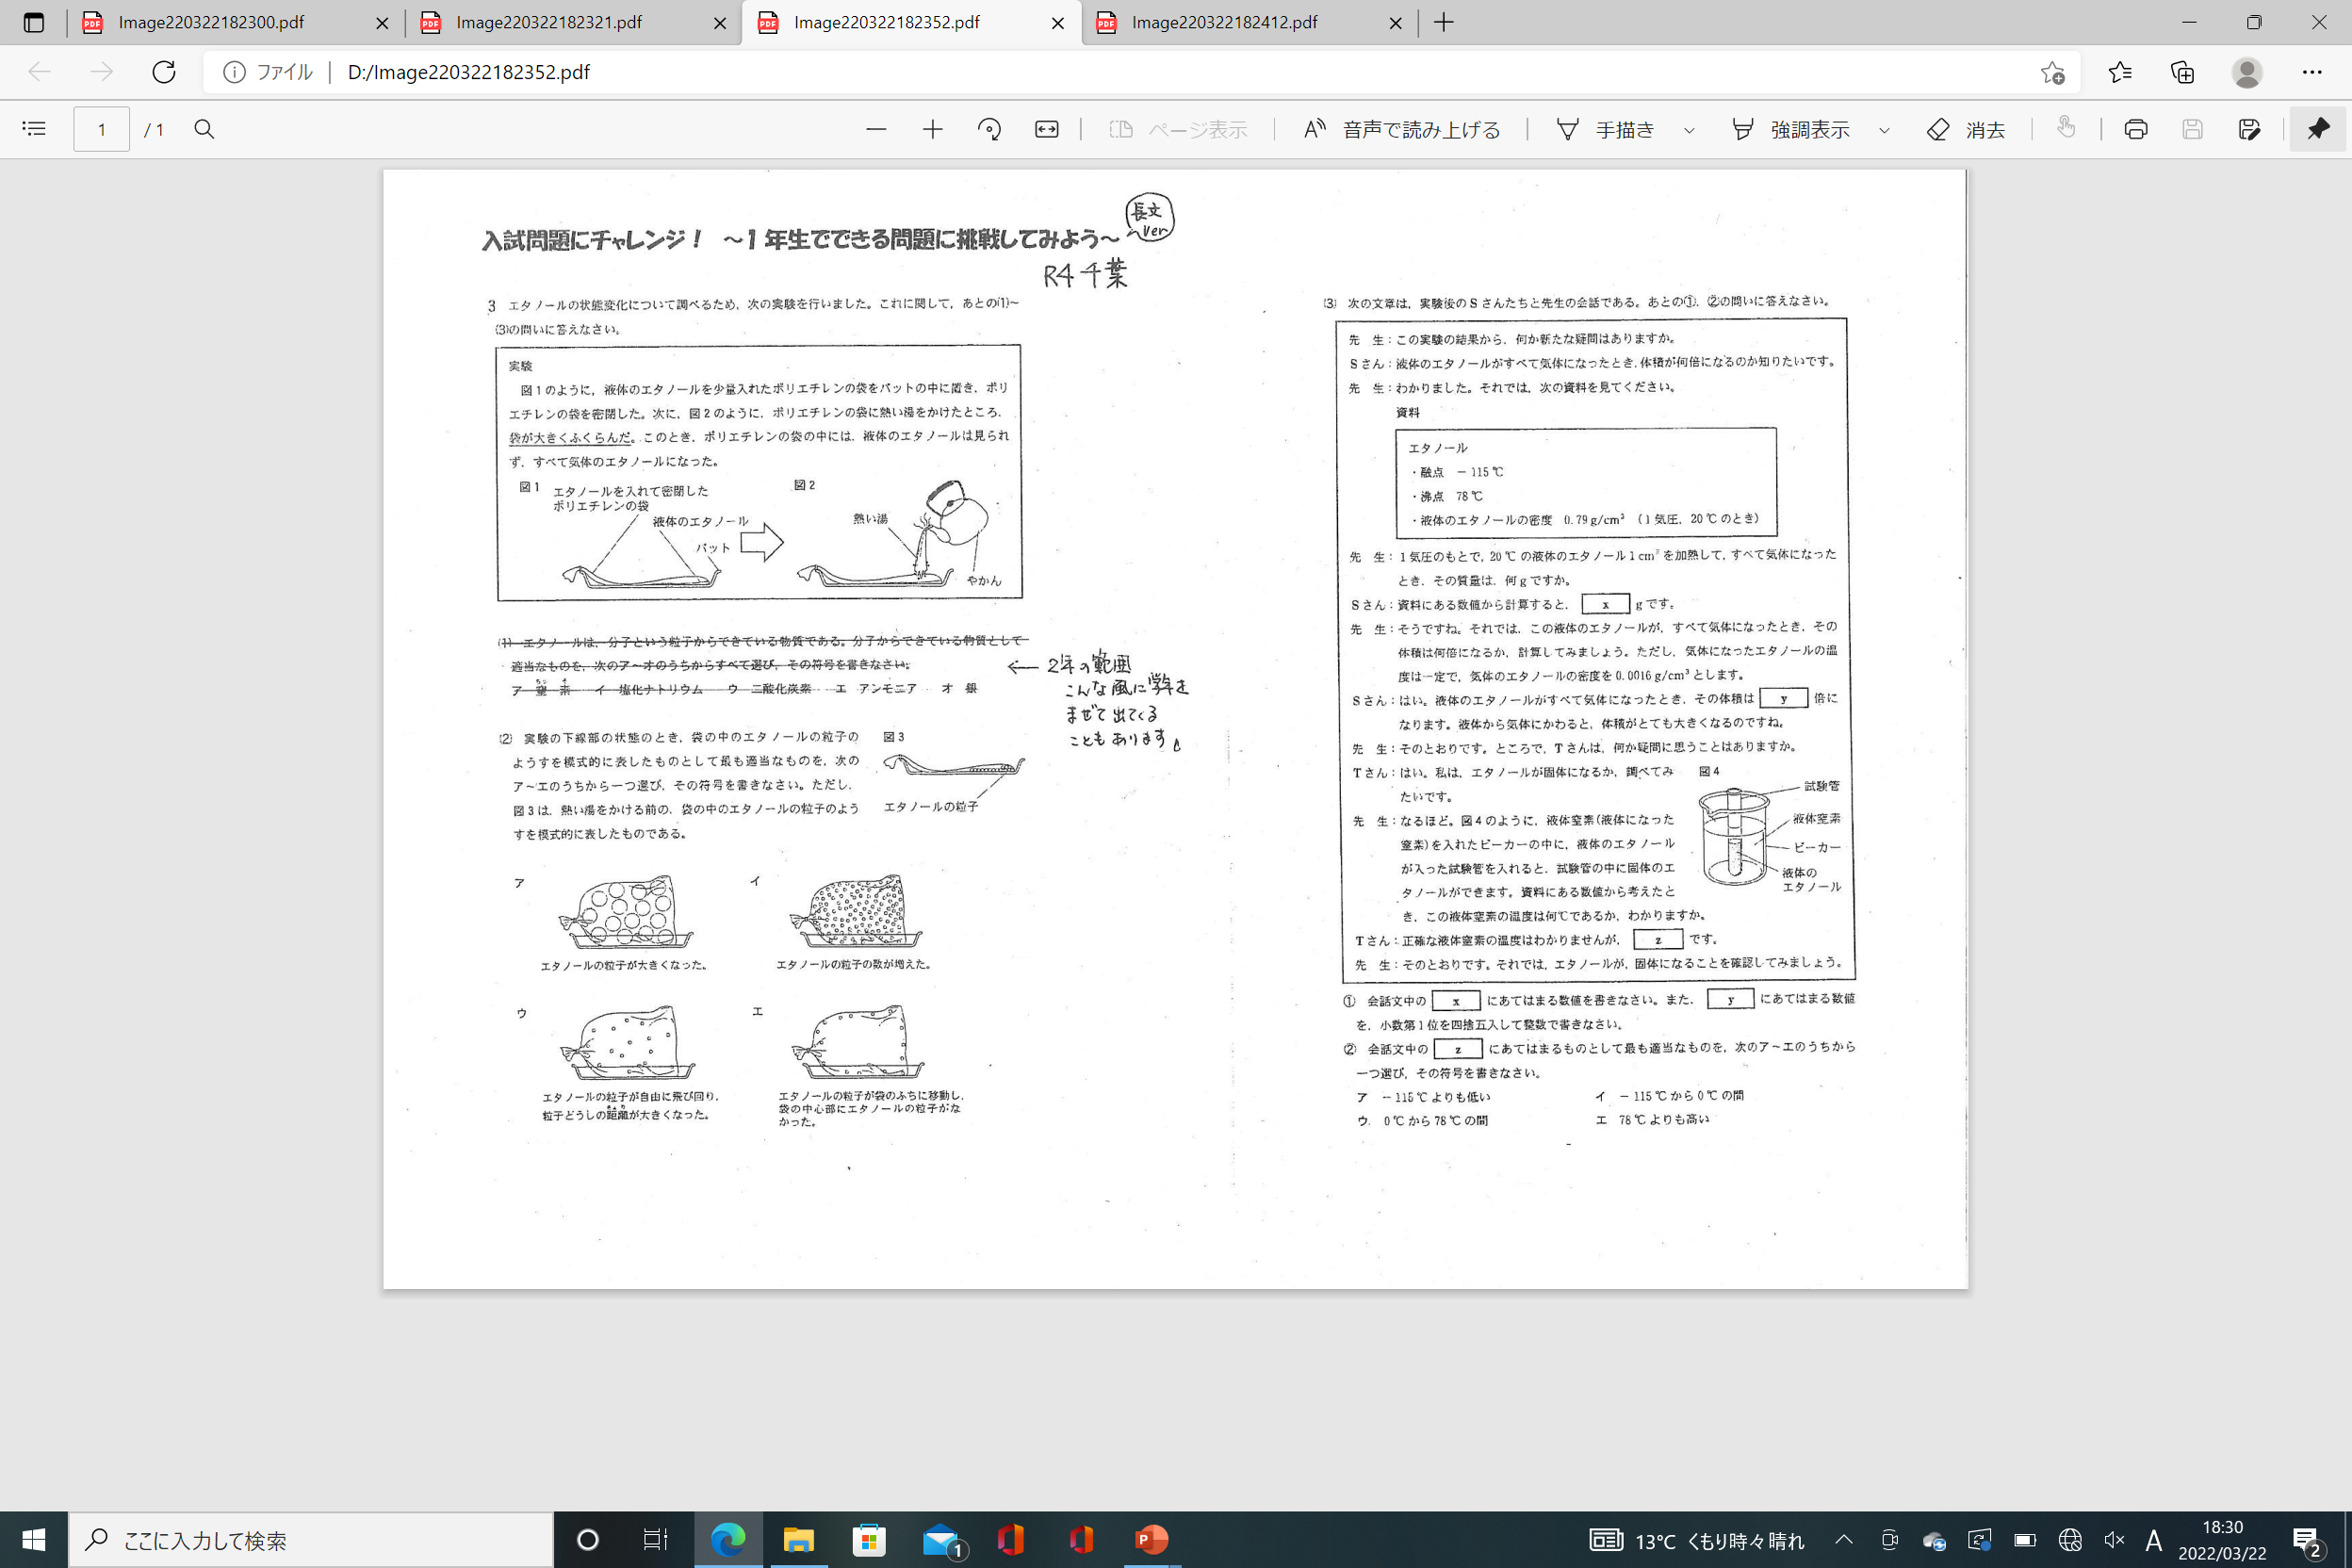 Image220322182300.pdf
Image220322182321.pdf
Image220322182352.pdf
Image220322182412.pdf
ファイル
D:/Image220322182352.pdf
1
/ 1
ページ表示
音声で読み上げる
手描き
強調表示
消去
入試問題にチャレンジ! ～1年生でできる問題に挑戦してみよう～
長文
ver
R4 千葉
3 エタノールの状態変化について調べるため，次の実験を行いました。これに関して，あとの(1)～
(3)の問いに答えなさい。
実験
図1のように，液体のエタノールを少量入れたポリエチレンの袋をバットの中に置き，ポリ
エチレンの袋を密閉した。次に，図2のように，ポリエチレンの袋に熱い湯をかけたところ，
袋が大きくふくらんだ。このとき，ポリエチレンの袋の中には，液体のエタノールは見られ
ず，すべて気体のエタノールになった。
図1
エタノールを入れて密閉した
ポリエチレンの袋
液体のエタノール
バット
図2
熱い湯
やかん
(1) エタノールは，分子という粒子からできている物質である。分子からできている物質として
適当なものを，次のア～オのうちからすべて選び，その符号を書きなさい。
ア 窒素 イ 塩化ナトリウム ウ 二酸化炭素 エ アンモニア オ 銀
← 2年の範囲
こんな風に学年を
まぜて出てくる
こともあります
(2) 実験の下線部の状態のとき，袋の中のエタノールの粒子の
ようすを模式的に表したものとして最も適当なものを，次の
ア～エのうちから一つ選び，その符号を書きなさい。ただし，
図3は，熱い湯をかける前の，袋の中のエタノールの粒子のよう
すを模式的に表したものである。
図3
エタノールの粒子
ア
エタノールの粒子が大きくなった。
イ
エタノールの粒子の数が増えた。
ウ
エタノールの粒子が自由に飛び回り，
粒子どうしの距離が大きくなった。
エ
エタノールの粒子が袋のふちに移動し，
袋の中心部にエタノールの粒子がな
かった。
(3) 次の文章は，実験後のSさんたちと先生の会話である。あとの①，②の問いに答えなさい。
先 生：この実験の結果から，何か新たな疑問はありますか。
Sさん：液体のエタノールがすべて気体になったとき，体積が何倍になるのか知りたいです。
先 生：わかりました。それでは，次の資料を見てください。
資料
エタノール
・融点 −115℃
・沸点 78℃
・液体のエタノールの密度 0.79 g/cm³ （1気圧，20℃のとき）
先 生：1気圧のもとで，20℃の液体のエタノール1cm³を加熱して，すべて気体になった
とき，その質量は，何gですか。
Sさん：資料にある数値から計算すると， x gです。
先 生：そうですね。それでは，この液体のエタノールが，すべて気体になったとき，その
体積は何倍になるか，計算してみましょう。ただし，気体になったエタノールの温
度は一定で，気体のエタノールの密度を0.0016 g/cm³とします。
Sさん：はい。液体のエタノールがすべて気体になったとき，その体積は y 倍に
なります。液体から気体にかわると，体積がとても大きくなるのですね。
先 生：そのとおりです。ところで，Tさんは，何か疑問に思うことはありますか。
Tさん：はい。私は，エタノールが固体になるか，調べてみ
たいです。
先 生：なるほど。図4のように，液体窒素(液体になった
窒素)を入れたビーカーの中に，液体のエタノール
が入った試験管を入れると，試験管の中に固体のエ
タノールができます。資料にある数値から考えたと
き，この液体窒素の温度は何℃であるか，わかりますか。
図4
試験管
液体窒素
ビーカー
液体の
エタノール
Tさん：正確な液体窒素の温度はわかりませんが， z です。
先 生：そのとおりです。それでは，エタノールが，固体になることを確認してみましょう。
① 会話文中の x にあてはまる数値を書きなさい。また， y にあてはまる数値
を，小数第1位を四捨五入して整数で書きなさい。
② 会話文中の z にあてはまるものとして最も適当なものを，次のア～エのうちから
一つ選び，その符号を書きなさい。
ア −115℃よりも低い
イ −115℃から0℃の間
ウ 0℃から78℃の間
エ 78℃よりも高い
ここに入力して検索
1
13°C くもり時々晴れ
A
18:30
2022/03/22
2